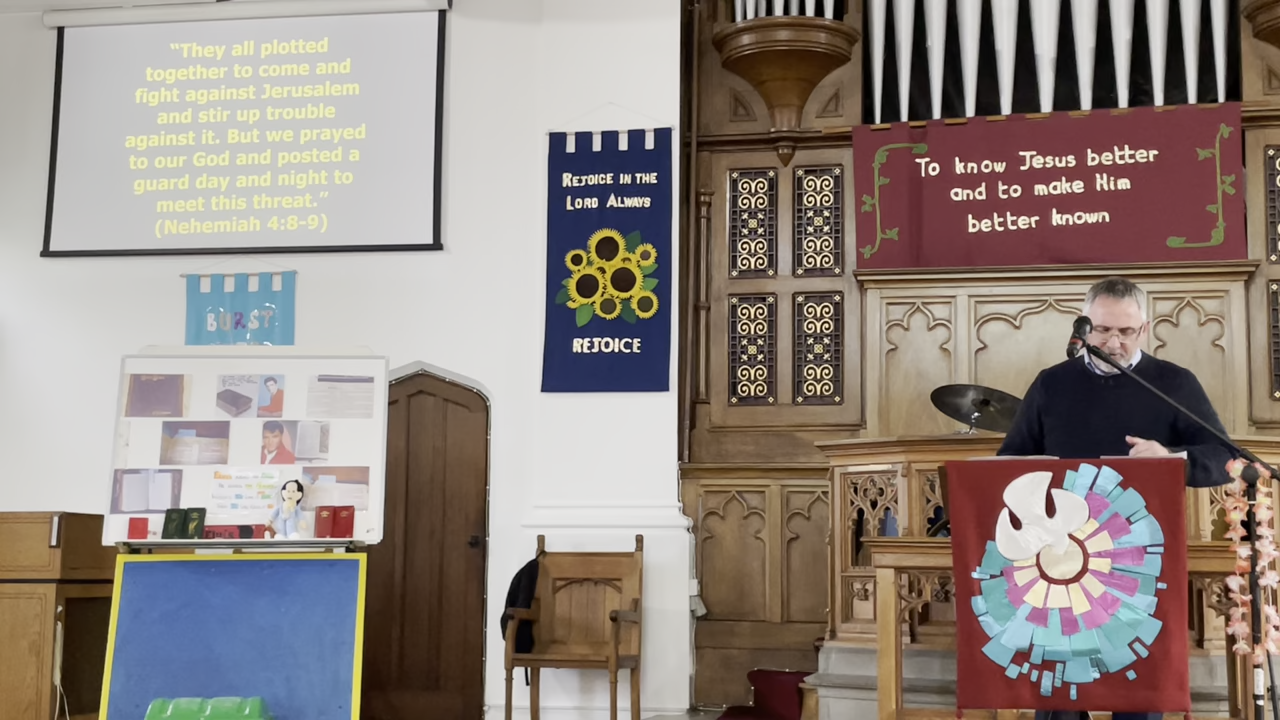 “They all plotted
together to come and
fight against Jerusalem
and stir up trouble
against it. But we prayed
to our God and posted a
guard day and night to
meet this threat.”
(Nehemiah 4:8-9)
REJOICE IN THE
LORD ALWAYS
REJOICE
To know Jesus better
and to make Him
better known
BURST